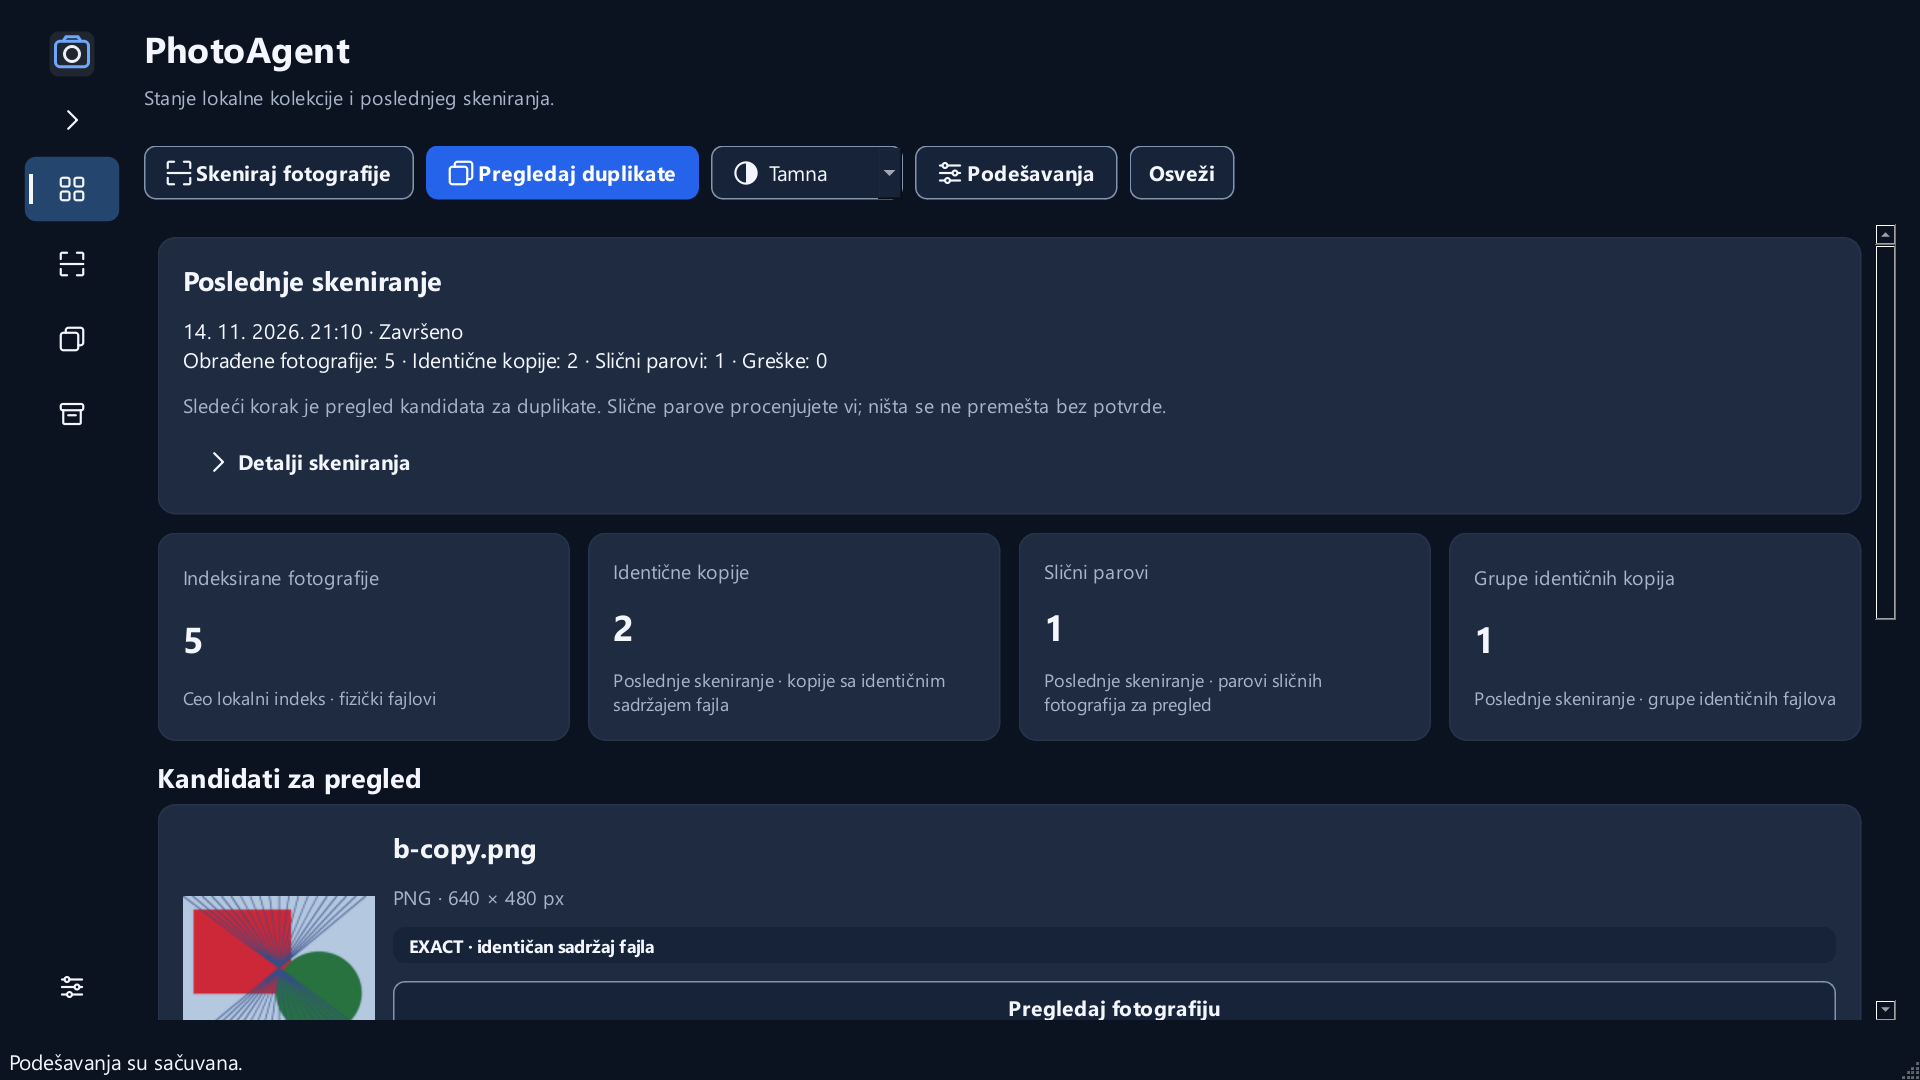 PhotoAgent
Stanje lokalne kolekcije i poslednjeg skeniranja.
Skeniraj fotografije
Pregledaj duplikate
Tamna
Podešavanja
Osveži
Poslednje skeniranje
14. 11. 2026. 21:10 · Završeno
Obrađene fotografije: 5 · Identične kopije: 2 · Slični parovi: 1 · Greške: 0
Sledeći korak je pregled kandidata za duplikate. Slične parove procenjujete vi; ništa se ne premešta bez potvrde.
Detalji skeniranja
Indeksirane fotografije
5
Ceo lokalni indeks · fizički fajlovi
Identične kopije
2
Poslednje skeniranje · kopije sa identičnim
sadržajem fajla
Slični parovi
1
Poslednje skeniranje · parovi sličnih
fotografija za pregled
Grupe identičnih kopija
1
Poslednje skeniranje · grupe identičnih fajlova
Kandidati za pregled
b-copy.png
PNG · 640 × 480 px
EXACT · identičan sadržaj fajla
Pregledaj fotografiju
Podešavanja su sačuvana.